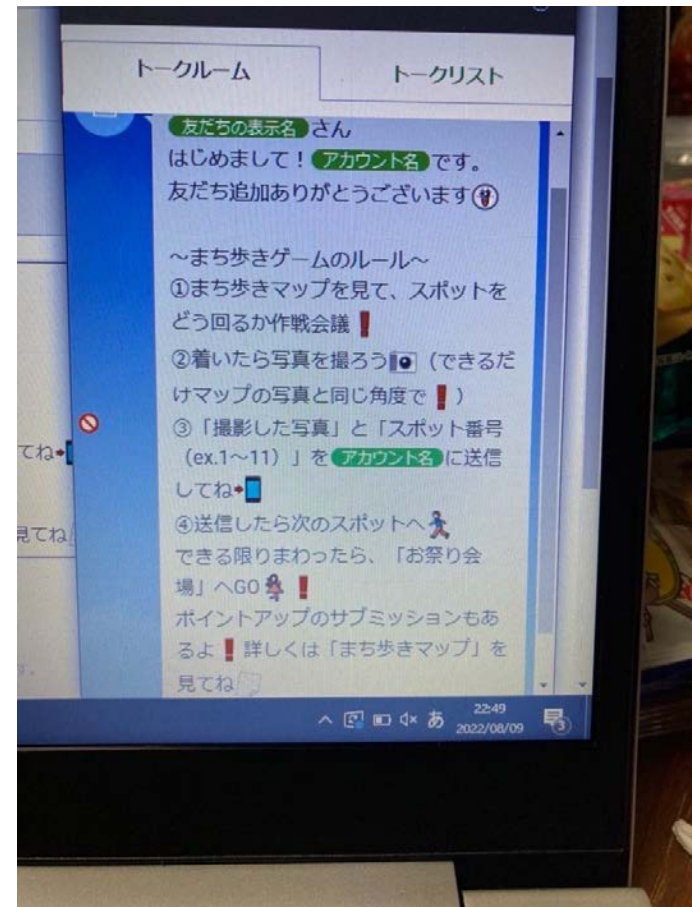 トークルーム
トークリスト
友だちの表示名 さん
はじめまして！ アカウント名 です。
友だち追加ありがとうございます
～まち歩きゲームのルール～
①まち歩きマップを見て、スポットを
どう回るか作戦会議❗
②着いたら写真を撮ろう📷（できるだ
けマップの写真と同じ角度で❗）
③「撮影した写真」と「スポット番号
（ex.1～11）」を アカウント名 に送信
してね📲
④送信したら次のスポットへ🚶
できる限りまわったら、「お祭り会
場」へGO❗
ポイントアップのサブミッションもあ
るよ❗詳しくは「まち歩きマップ」を
見てね
てね📲
見てね
す。
あ
22:49
2022/08/09
3